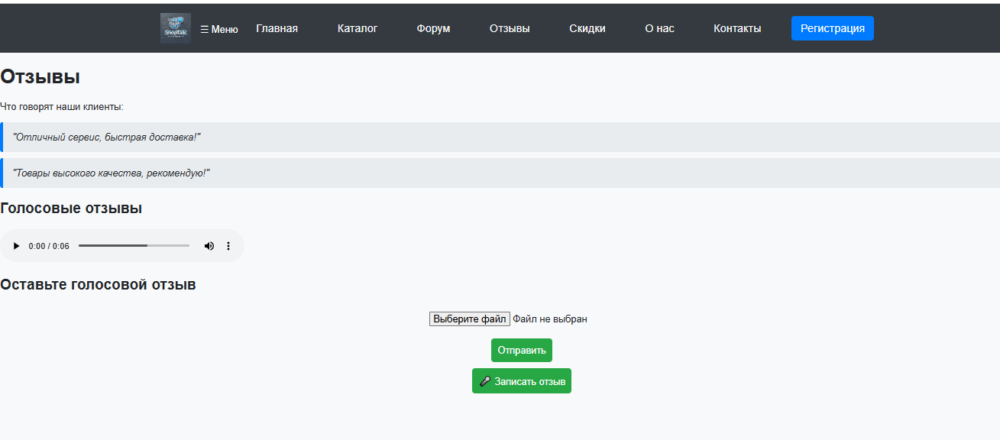 ShopTalk
☰ Меню Главная Каталог Форум Отзывы Скидки О нас Контакты Регистрация
Отзывы
Что говорят наши клиенты:
"Отличный сервис, быстрая доставка!"
"Товары высокого качества, рекомендую!"
Голосовые отзывы
0:00 / 0:06
Оставьте голосовой отзыв
Выберите файл Файл не выбран
Отправить
🎤 Записать отзыв